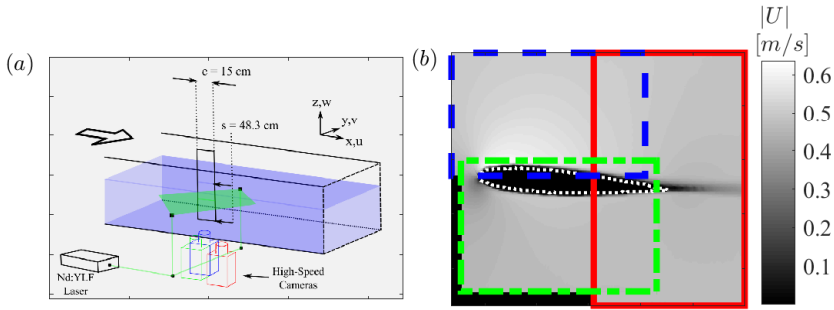 (a)
c = 15 cm
s = 48.3 cm
z,w
y,v
x,u
Nd:YLF
Laser
High-Speed
Cameras
(b)
|U|
[m/s]
0.6
0.5
0.4
0.3
0.2
0.1